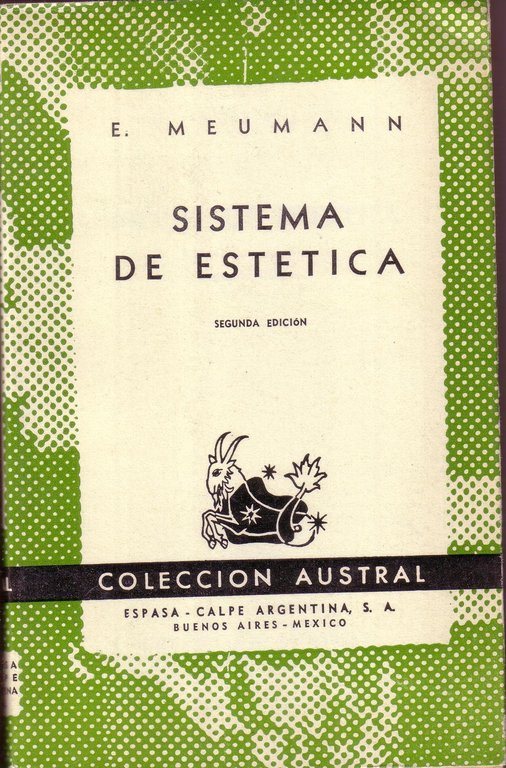 E. MEUMANN
SISTEMA
DE ESTETICA
SEGUNDA EDICIÓN
COLECCION AUSTRAL
ESPASA - CALPE ARGENTINA, S. A.
BUENOS AIRES - MEXICO